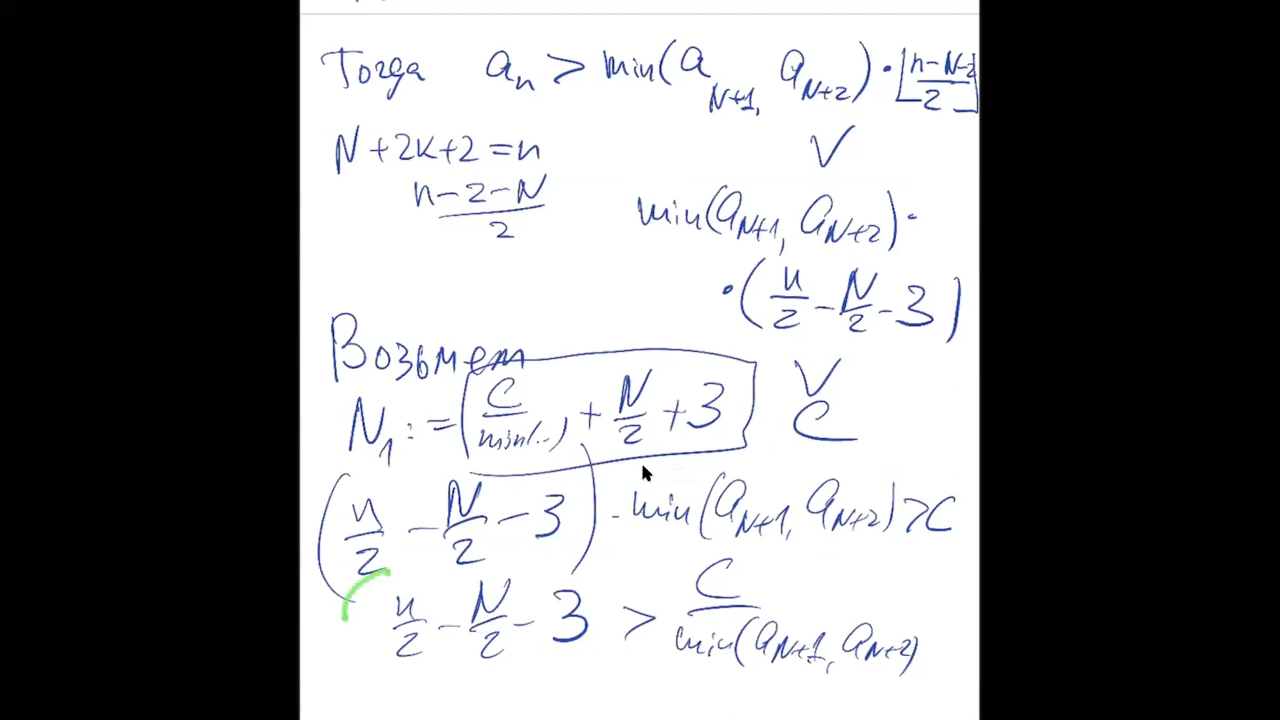 Тогда a_n > min(a_{N+1}, a_{N+2}) · [n-N-2 / 2]
N + 2k + 2 = n
V
n-2-N / 2
min(a_{N+1}, a_{N+2}) ·
· (n/2 - N/2 - 3)
Возьмем
V
N_1 := (C / min(..) + N/2 + 3
C
(n/2 - N/2 - 3) · min(a_{N+1}, a_{N+2}) > C
n/2 - N/2 - 3 > C / min(a_{N+1}, a_{N+2})